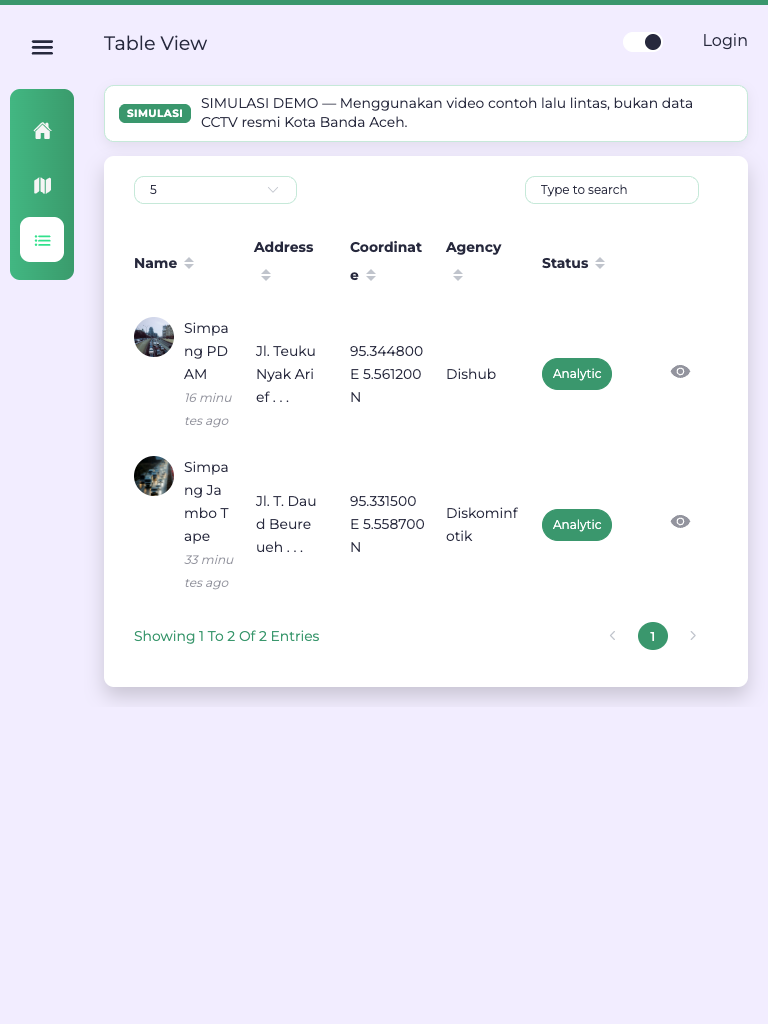 Table View
Login
SIMULASI
SIMULASI DEMO — Menggunakan video contoh lalu lintas, bukan data
CCTV resmi Kota Banda Aceh.
5
Type to search
Name
Address
Coordinat
e
Agency
Status
Simpa
ng PD
AM
16 minu
tes ago
Jl. Teuku
Nyak Ari
ef . . .
95.344800
E 5.561200
N
Dishub
Analytic
Simpa
ng Ja
mbo T
ape
33 minu
tes ago
Jl. T. Dau
d Beure
ueh . . .
95.331500
E 5.558700
N
Diskominf
otik
Analytic
Showing 1 To 2 Of 2 Entries
1